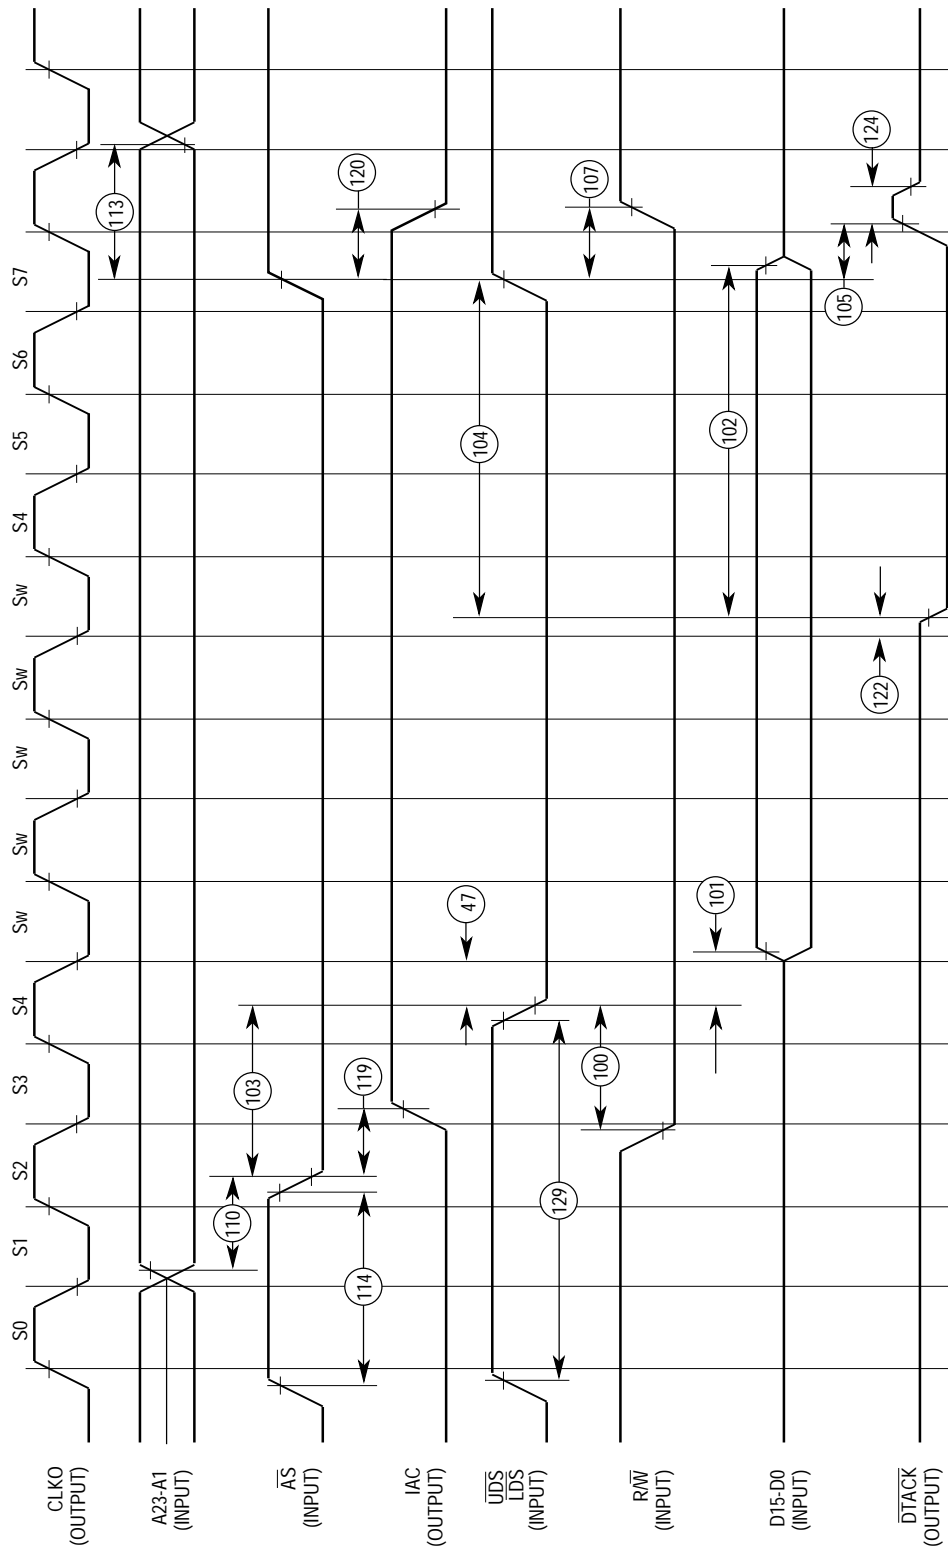 S0 S1 S2 S3 S4 Sw Sw Sw Sw Sw S4 S5 S6 S7
CLKO
(OUTPUT)
113
A23-A1
(INPUT)
110
103
AS
(INPUT)
114
119
120
IAC
(OUTPUT)
47
104
UDS
LDS
(INPUT)
129
100
107
R/W
(INPUT)
101
102
D15-D0
(INPUT)
105
124
122
DTACK
(OUTPUT)